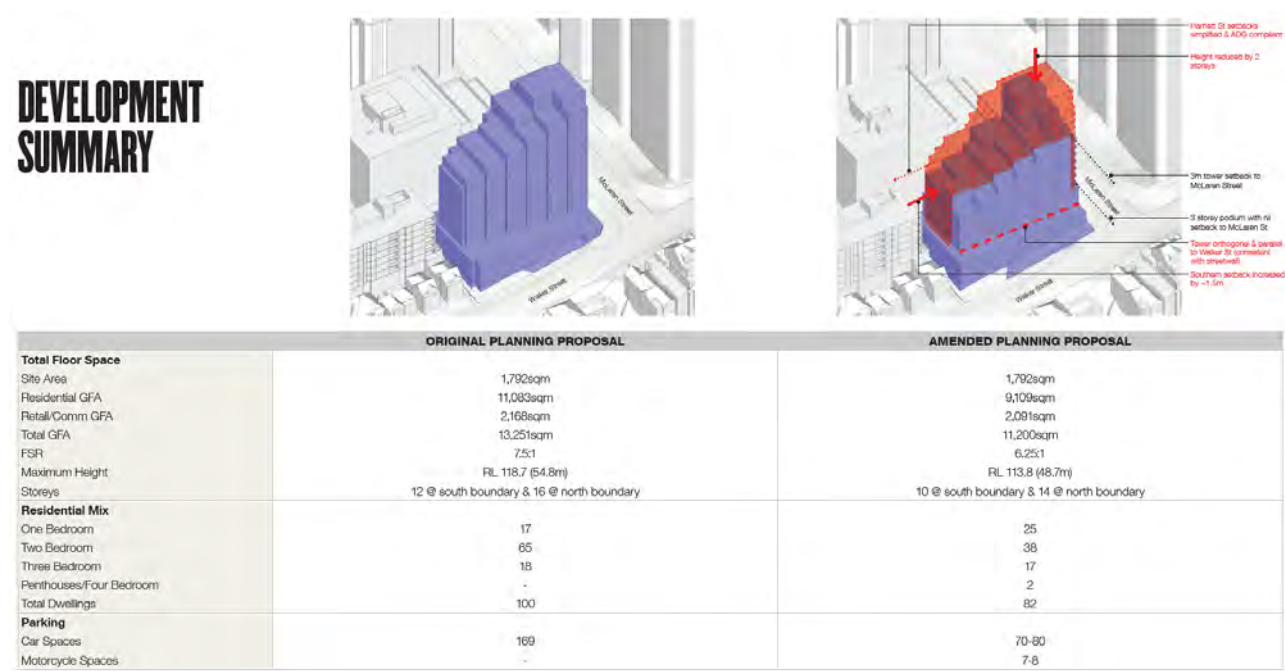 DEVELOPMENT
SUMMARY
McLaren Street
Walker Street
Harnett St setbacks
simplified & ADG compliant
Height reduced by 2
storeys
3m tower setback to
McLaren Street
McLaren Street
3 storey podium with nil
setback to McLaren St
Tower orthogonal & parallel
to Walker St (consistent
with streetwall)
Southern setback increased
by ~1.5m
Walker Street
ORIGINAL PLANNING PROPOSAL AMENDED PLANNING PROPOSAL
Total Floor Space
Site Area 1,792sqm 1,792sqm
Residential GFA 11,083sqm 9,109sqm
Retail/Comm GFA 2,168sqm 2,091sqm
Total GFA 13,251sqm 11,200sqm
FSR 7.5:1 6.25:1
Maximum Height RL 118.7 (54.8m) RL 113.8 (48.7m)
Storeys 12 @ south boundary & 16 @ north boundary 10 @ south boundary & 14 @ north boundary
Residential Mix
One Bedroom 17 25
Two Bedroom 65 38
Three Bedroom 18 17
Penthouses/Four Bedroom - 2
Total Dwellings 100 82
Parking
Car Spaces 169 70-80
Motorcycle Spaces - 7-8